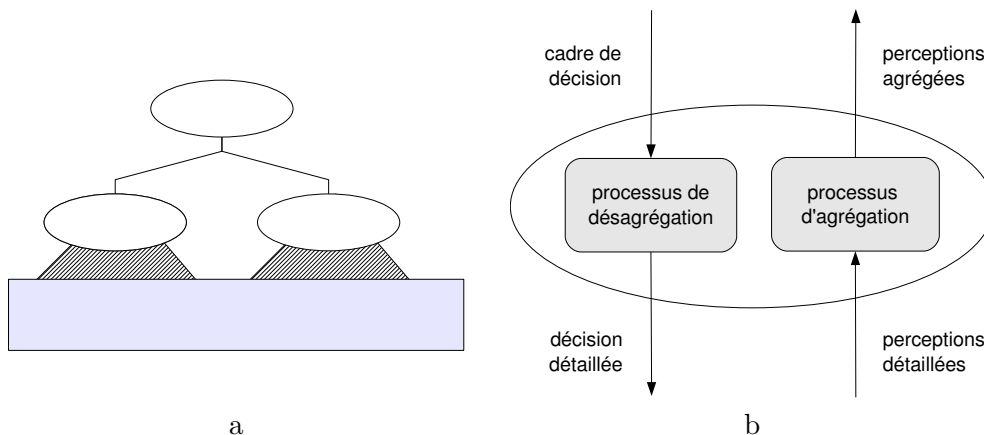 cadre de
décision
perceptions
agrégées
processus de
désagrégation
processus
d'agrégation
décision
détaillée
perceptions
détaillées
a
b